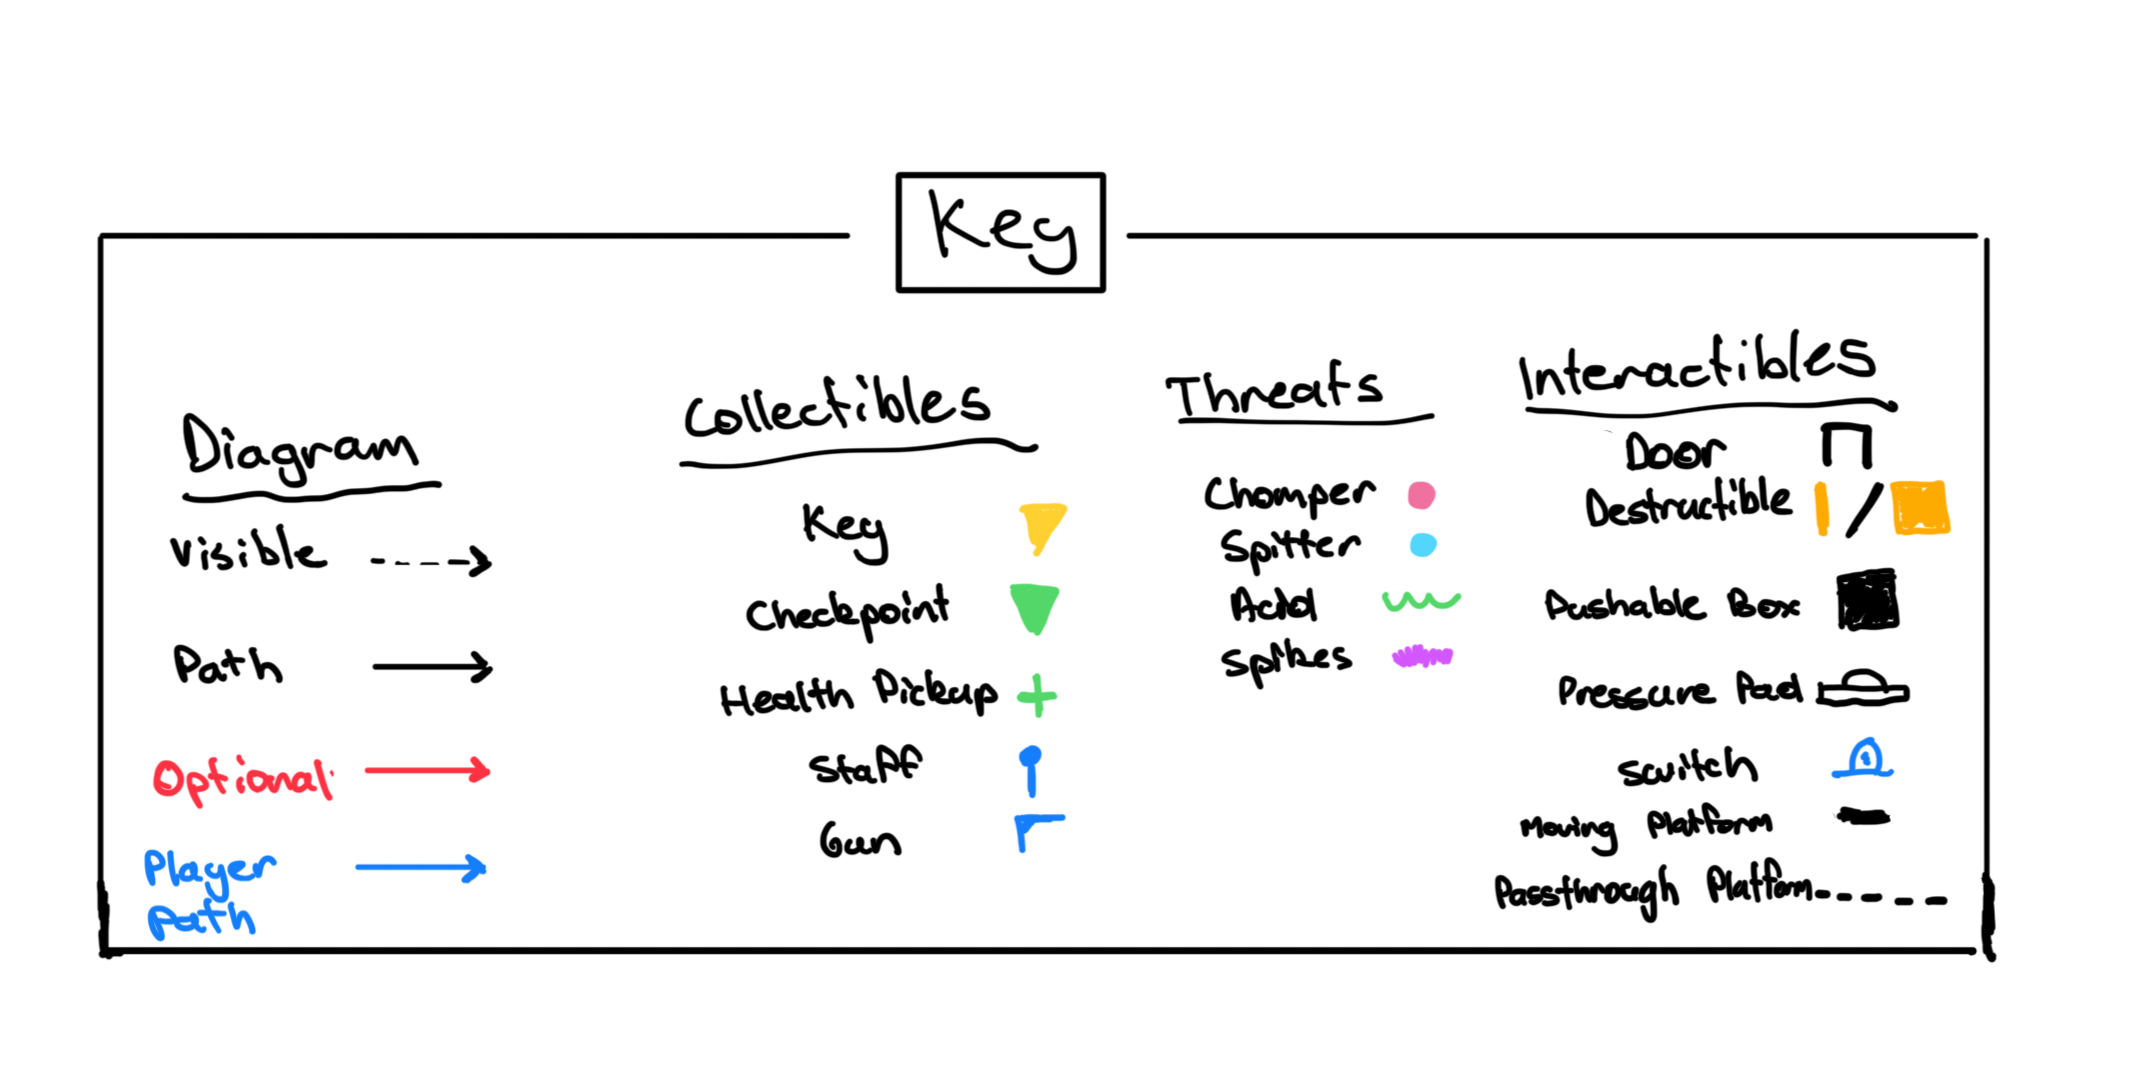 Key
Diagram
Visible
Path
Optional
Player
Path
Collectibles
Key
Checkpoint
Health Pickup
Staff
Gun
Threats
Chomper
Spitter
Acid
Spikes
Interactibles
Door
Destructible
Pushable Box
Pressure Pad
Switch
Moving Platform
Passthrough Platform